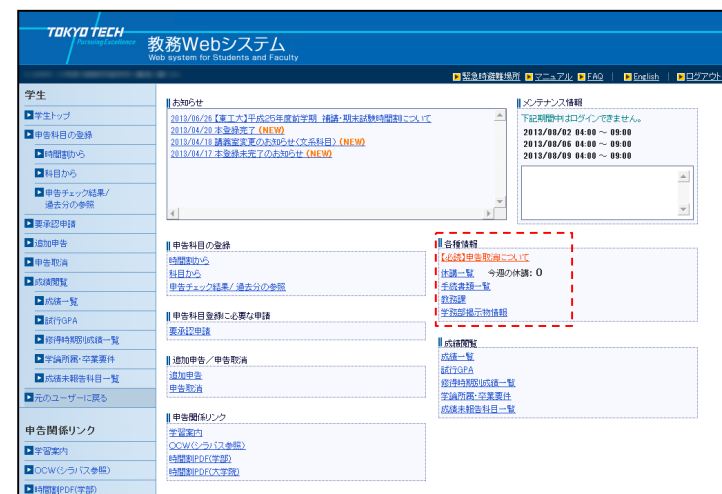 TOKYO TECH
Pursuing Excellence
教務Webシステム
Web system for Students and Faculty
緊急時避難場所 マニュアル FAQ English ログアウト
学生
学生トップ
申告科目の登録
時間割から
科目から
申告チェック結果/
過去分の参照
要承認申請
追加申告
申告取消
成績閲覧
成績一覧
試行GPA
修得時期別成績一覧
学論所属・卒業要件
成績未報告科目一覧
元のユーザーに戻る
申告関係リンク
学習案内
OCW(シラバス参照)
時間割PDF(学部)
お知らせ
2013/06/26 【東工大】平成25年度前学期 補講・期末試験時間割について
2013/04/20 本登録完了 (NEW)
2013/04/18 講義室変更のお知らせ(文系科目) (NEW)
2013/04/17 本登録未完了のお知らせ (NEW)
メンテナンス情報
下記期間中はログインできません。
2013/08/02 04:00 ～ 09:00
2013/08/06 04:00 ～ 09:00
2013/08/09 04:00 ～ 09:00
申告科目の登録
時間割から
科目から
申告チェック結果/ 過去分の参照
申告科目登録に必要な申請
要承認申請
追加申告/申告取消
追加申告
申告取消
申告関係リンク
学習案内
OCW(シラバス参照)
時間割PDF(学部)
時間割PDF(大学院)
各種情報
【必読】申告取消について
休講一覧 今週の休講: 0
手続書類一覧
教務課
学務部掲示物情報
成績閲覧
成績一覧
試行GPA
修得時期別成績一覧
学論所属・卒業要件
成績未報告科目一覧